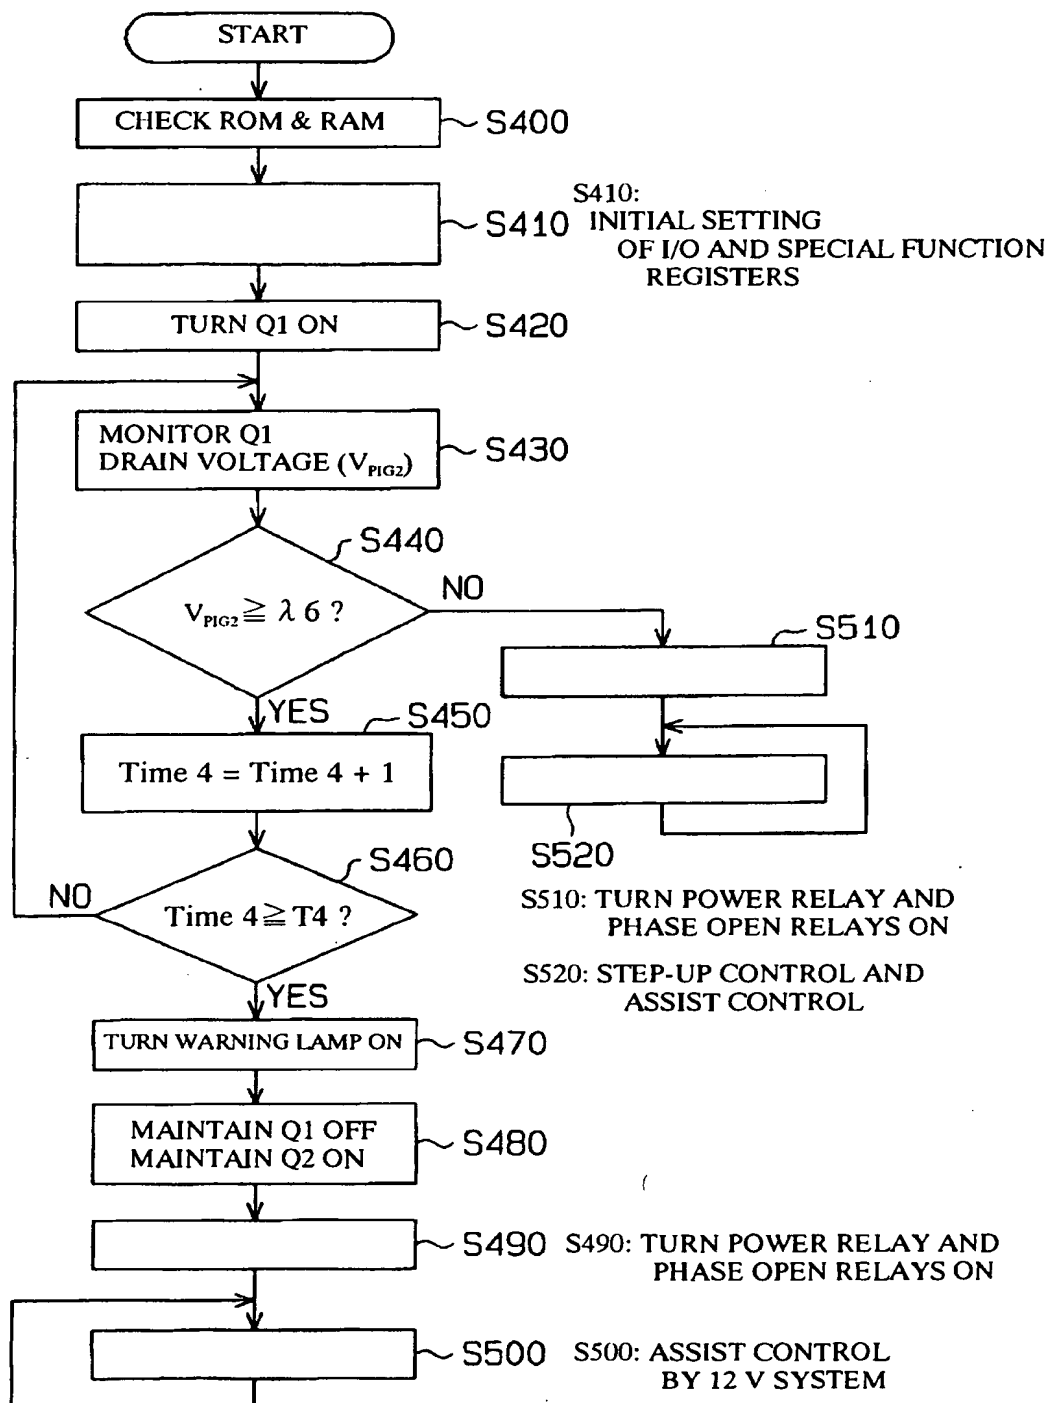 START
CHECK ROM & RAM
S400
S410
S410:
INITIAL SETTING
OF I/O AND SPECIAL FUNCTION
REGISTERS
TURN Q1 ON
S420
MONITOR Q1
DRAIN VOLTAGE (V_PIG2)
S430
S440
V_PIG2 ≧ λ 6 ?
NO
YES
S510
S450
Time 4 = Time 4 + 1
S520
S460
NO
Time 4 ≧ T4 ?
YES
S510: TURN POWER RELAY AND
PHASE OPEN RELAYS ON
S520: STEP-UP CONTROL AND
ASSIST CONTROL
TURN WARNING LAMP ON
S470
MAINTAIN Q1 OFF
MAINTAIN Q2 ON
S480
S490
S490: TURN POWER RELAY AND
PHASE OPEN RELAYS ON
S500
S500: ASSIST CONTROL
BY 12 V SYSTEM